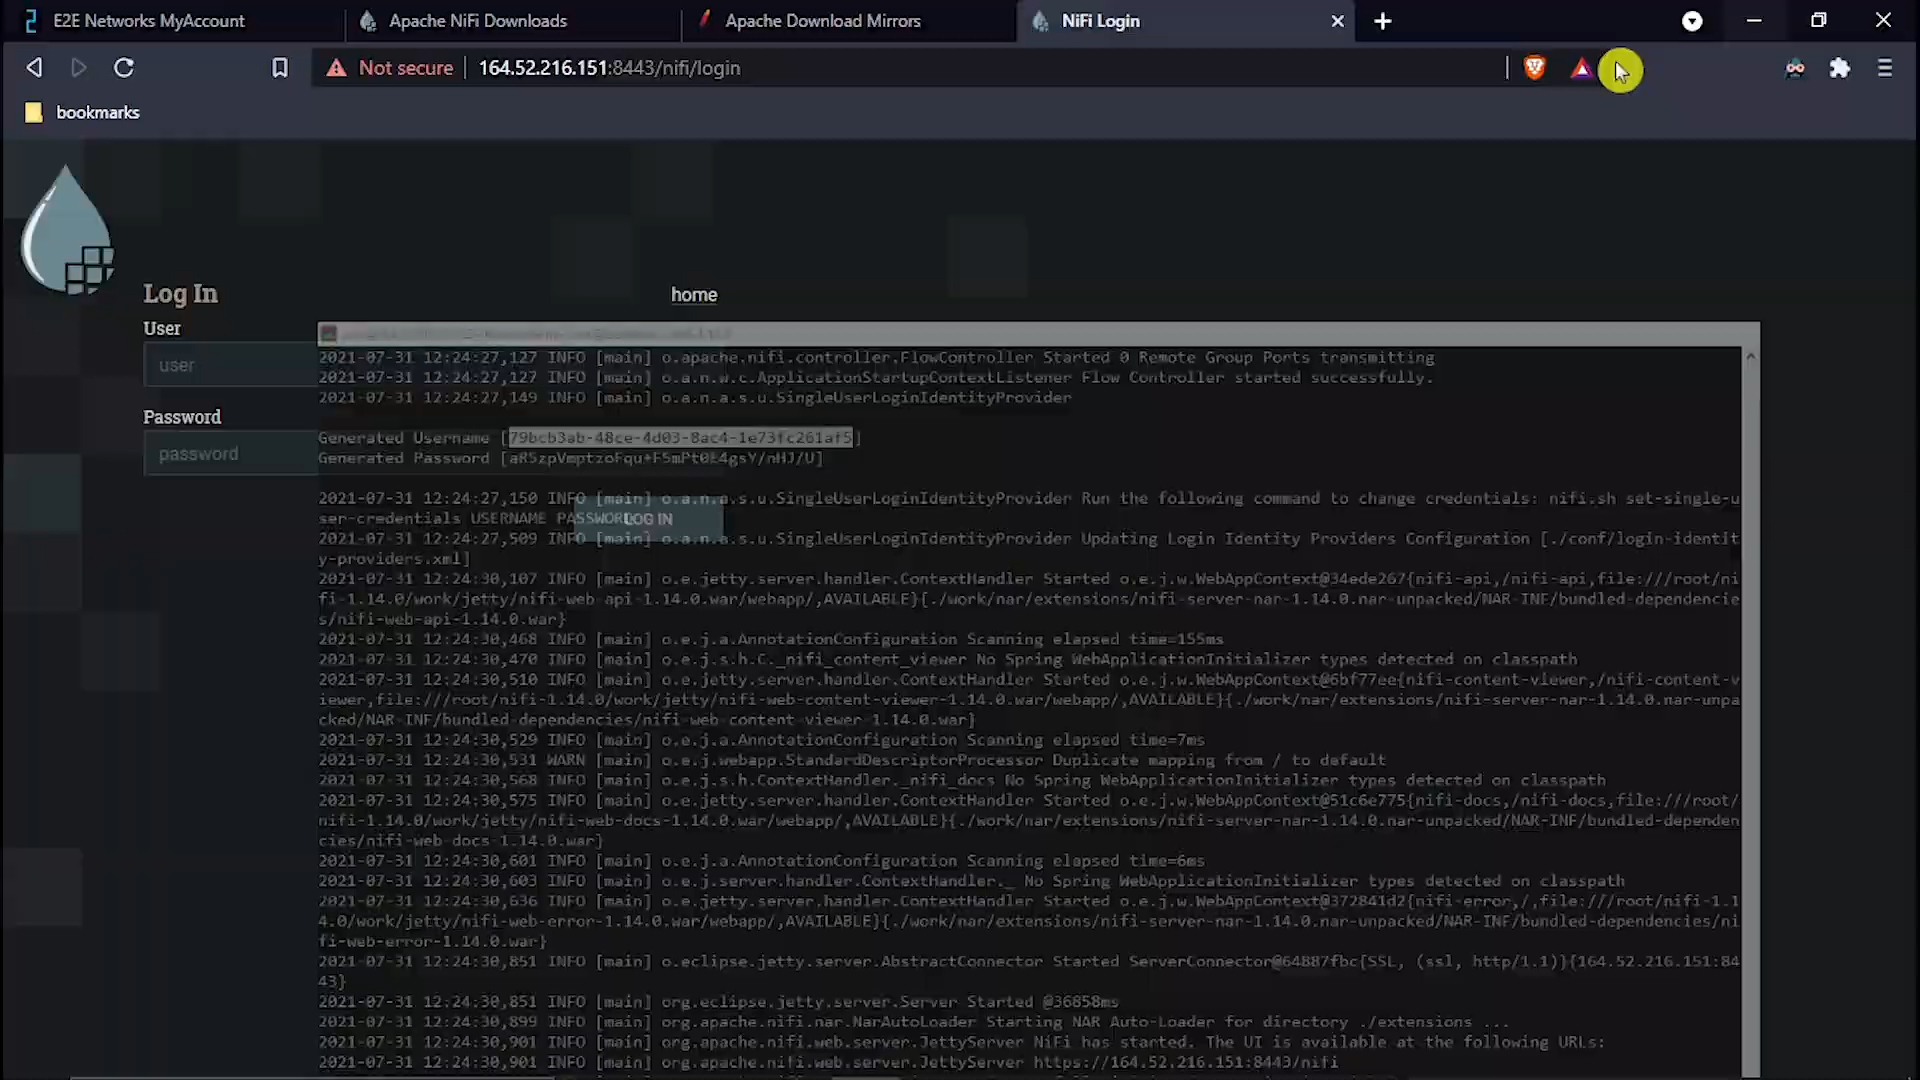 E2E Networks MyAccount
Apache NiFi Downloads
Apache Download Mirrors
NiFi Login
Not secure
164.52.216.151:8443/nifi/login
bookmarks
Log In
home
User
user
Password
password
LOG IN
2021-07-31 12:24:27,127 INFO [main] o.apache.nifi.controller.FlowController Started 0 Remote Group Ports transmitting
2021-07-31 12:24:27,127 INFO [main] o.a.n.w.c.ApplicationStartupContextListener Flow Controller started successfully.
2021-07-31 12:24:27,149 INFO [main] o.a.n.a.s.u.SingleUserLoginIdentityProvider
Generated Username [79bcb3ab-48ce-4d03-8ac4-1e73fc261af5]
Generated Password [aR5zpVmptzoFqu+F5mPt0E4gsY/nHJ/U]
2021-07-31 12:24:27,150 INFO [main] o.a.n.a.s.u.SingleUserLoginIdentityProvider Run the following command to change credentials: nifi.sh set-single-u
ser-credentials USERNAME PASSWORD
2021-07-31 12:24:27,509 INFO [main] o.a.n.a.s.u.SingleUserLoginIdentityProvider Updating Login Identity Providers Configuration [./conf/login-identit
y-providers.xml]
2021-07-31 12:24:30,107 INFO [main] o.e.jetty.server.handler.ContextHandler Started o.e.j.w.WebAppContext@34ede267{nifi-api,/nifi-api,file:///root/ni
fi-1.14.0/work/jetty/nifi-web-api-1.14.0.war/webapp/,AVAILABLE}{./work/nar/extensions/nifi-server-nar-1.14.0.nar-unpacked/NAR-INF/bundled-dependencie
s/nifi-web-api-1.14.0.war}
2021-07-31 12:24:30,468 INFO [main] o.e.j.a.AnnotationConfiguration Scanning elapsed time=155ms
2021-07-31 12:24:30,470 INFO [main] o.e.j.s.h.C._nifi_content_viewer No Spring WebApplicationInitializer types detected on classpath
2021-07-31 12:24:30,510 INFO [main] o.e.jetty.server.handler.ContextHandler Started o.e.j.w.WebAppContext@6bf77ee{nifi-content-viewer,/nifi-content-v
iewer,file:///root/nifi-1.14.0/work/jetty/nifi-web-content-viewer-1.14.0.war/webapp/,AVAILABLE}{./work/nar/extensions/nifi-server-nar-1.14.0.nar-unpa
cked/NAR-INF/bundled-dependencies/nifi-web-content-viewer-1.14.0.war}
2021-07-31 12:24:30,529 INFO [main] o.e.j.a.AnnotationConfiguration Scanning elapsed time=7ms
2021-07-31 12:24:30,531 WARN [main] o.e.j.webapp.StandardDescriptorProcessor Duplicate mapping from / to default
2021-07-31 12:24:30,568 INFO [main] o.e.j.s.h.ContextHandler._nifi_docs No Spring WebApplicationInitializer types detected on classpath
2021-07-31 12:24:30,575 INFO [main] o.e.jetty.server.handler.ContextHandler Started o.e.j.w.WebAppContext@51c6e775{nifi-docs,/nifi-docs,file:///root/
nifi-1.14.0/work/jetty/nifi-web-docs-1.14.0.war/webapp/,AVAILABLE}{./work/nar/extensions/nifi-server-nar-1.14.0.nar-unpacked/NAR-INF/bundled-dependen
cies/nifi-web-docs-1.14.0.war}
2021-07-31 12:24:30,601 INFO [main] o.e.j.a.AnnotationConfiguration Scanning elapsed time=6ms
2021-07-31 12:24:30,603 INFO [main] o.e.j.server.handler.ContextHandler._ No Spring WebApplicationInitializer types detected on classpath
2021-07-31 12:24:30,636 INFO [main] o.e.jetty.server.handler.ContextHandler Started o.e.j.w.WebAppContext@372841d2{nifi-error,/,file:///root/nifi-1.1
4.0/work/jetty/nifi-web-error-1.14.0.war/webapp/,AVAILABLE}{./work/nar/extensions/nifi-server-nar-1.14.0.nar-unpacked/NAR-INF/bundled-dependencies/ni
fi-web-error-1.14.0.war}
2021-07-31 12:24:30,851 INFO [main] o.eclipse.jetty.server.AbstractConnector Started ServerConnector@64887fbc{SSL, (ssl, http/1.1)}{164.52.216.151:84
43}
2021-07-31 12:24:30,851 INFO [main] org.eclipse.jetty.server.Server Started @36858ms
2021-07-31 12:24:30,899 INFO [main] org.apache.nifi.nar.NarAutoLoader Starting NAR Auto-Loader for directory ./extensions ...
2021-07-31 12:24:30,901 INFO [main] org.apache.nifi.web.server.JettyServer NiFi has started. The UI is available at the following URLs:
2021-07-31 12:24:30,901 INFO [main] org.apache.nifi.web.server.JettyServer https://164.52.216.151:8443/nifi